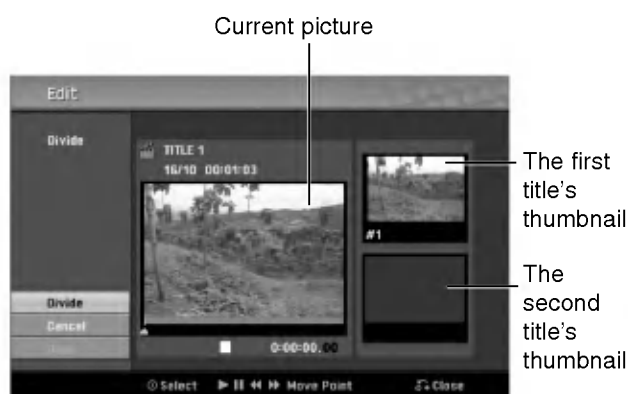 Current picture
Edit
Divide
TITLE 1
16/10 00:01:03
The first
title's
thumbnail
#1
The
second
title's
thumbnail
Divide
Cancel
0:00:00.00
Select
Move Point
Close